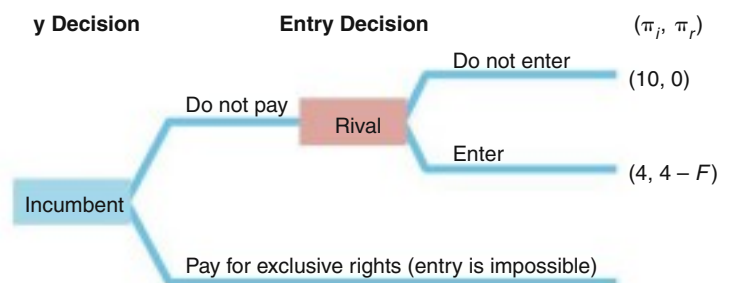 y Decision Entry Decision (πi, πr)
Do not enter
(10, 0)
Do not pay
Rival
Enter
(4, 4 – F)
Incumbent
Pay for exclusive rights (entry is impossible)